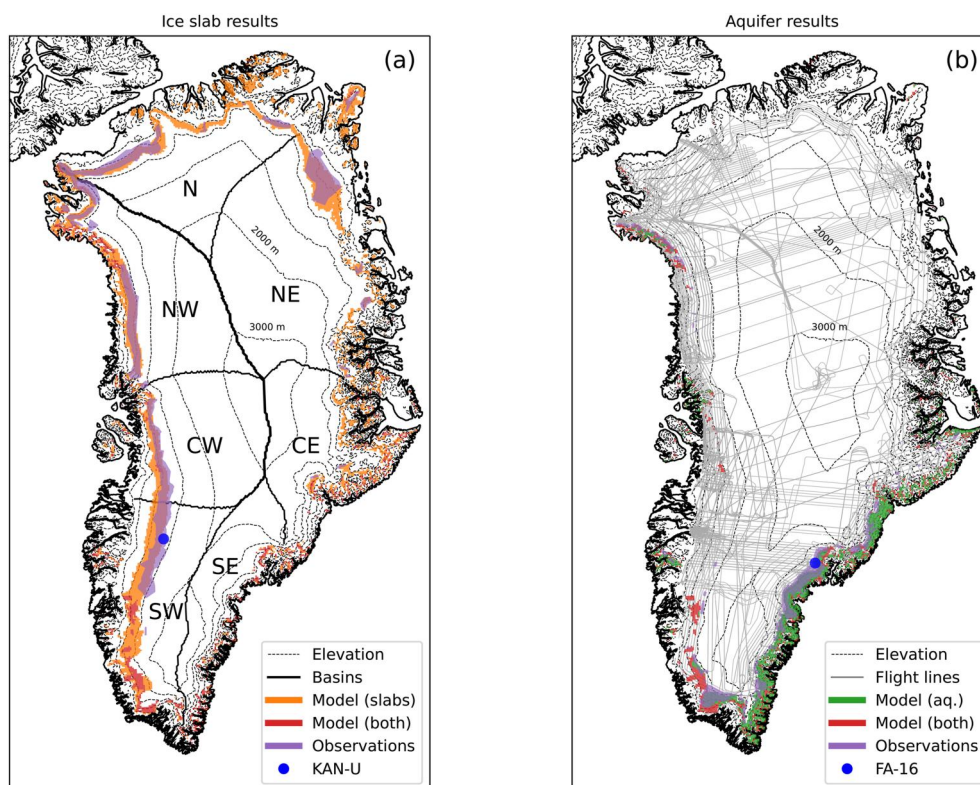 Ice slab results
(a)
N
2000 m
NW
NE
3000 m
CW
CE
SE
SW
Elevation
Basins
Model (slabs)
Model (both)
Observations
KAN-U
Aquifer results
(b)
2000 m
3000 m
Elevation
Flight lines
Model (aq.)
Model (both)
Observations
FA-16